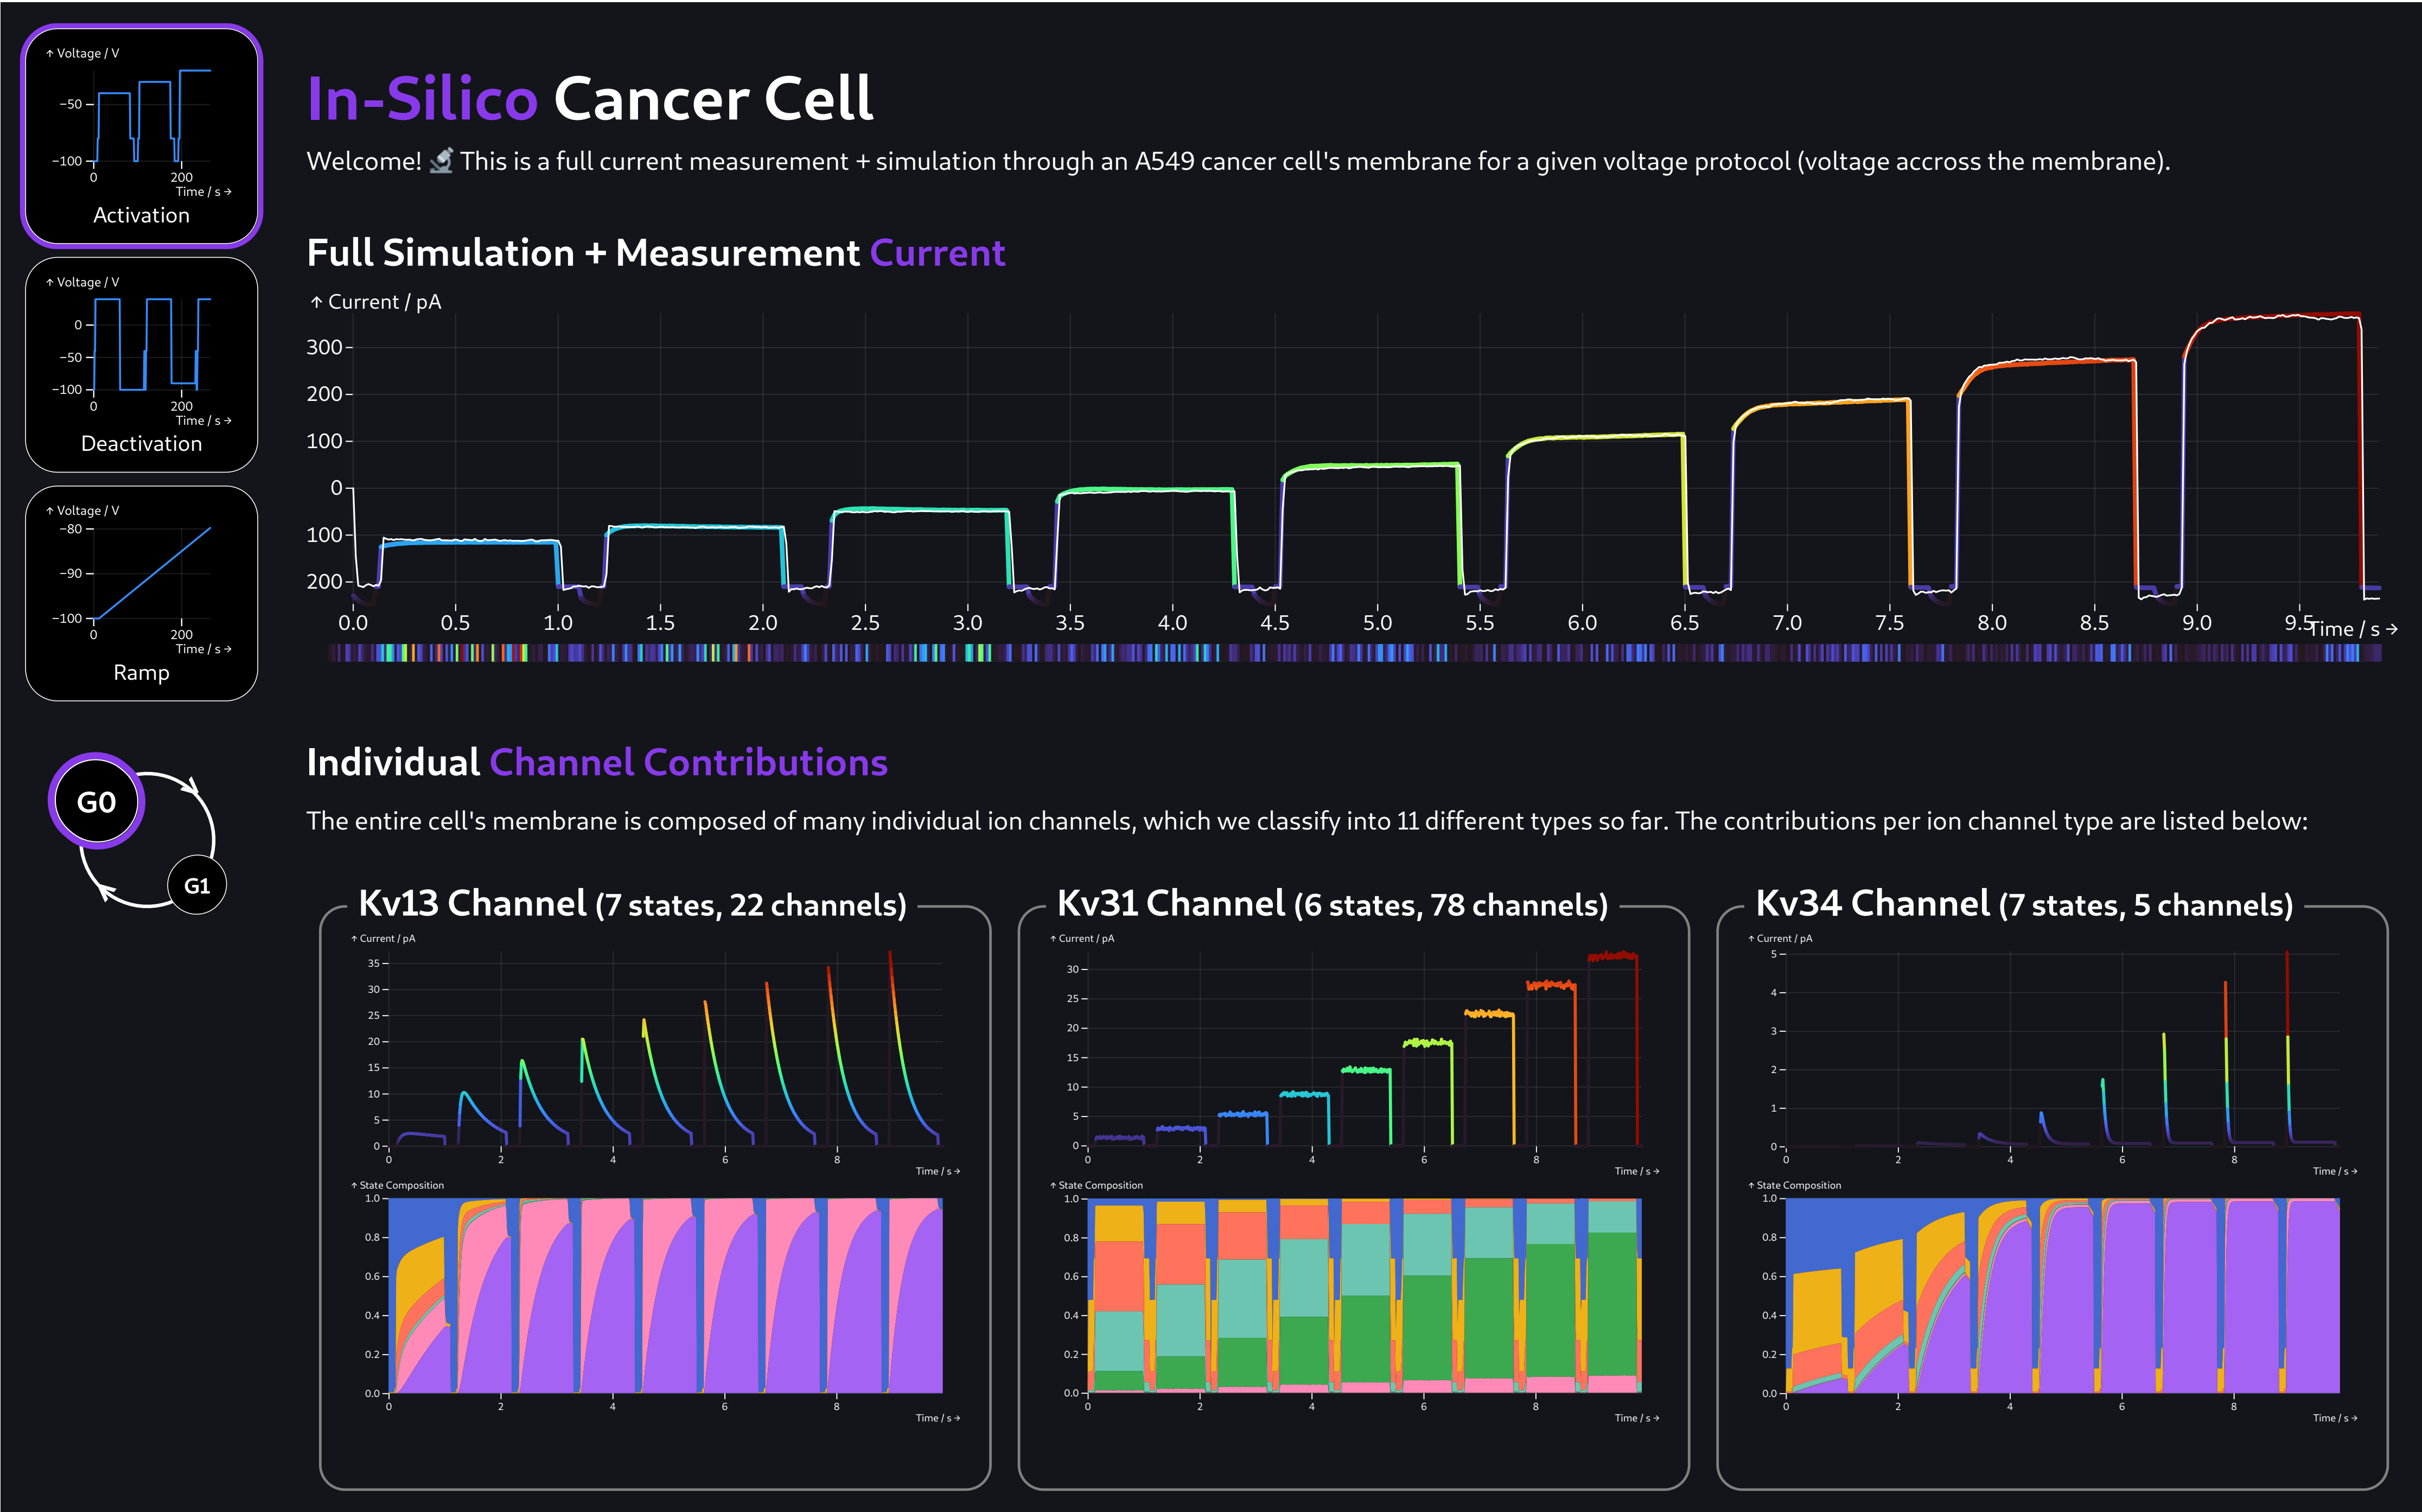 ↑ Voltage / V
−50
−100
0 200
Time / s →
Activation
↑ Voltage / V
0
−50
−100
0 200
Time / s →
Deactivation
↑ Voltage / V
−80
−90
−100
0 200
Time / s →
Ramp
G0
G1
In-Silico Cancer Cell
Welcome! 🔬 This is a full current measurement + simulation through an A549 cancer cell's membrane for a given voltage protocol (voltage accross the membrane).
Full Simulation + Measurement Current
↑ Current / pA
300
200
100
0
100
200
0.0 0.5 1.0 1.5 2.0 2.5 3.0 3.5 4.0 4.5 5.0 5.5 6.0 6.5 7.0 7.5 8.0 8.5 9.0 9.5
Time / s →
Individual Channel Contributions
The entire cell's membrane is composed of many individual ion channels, which we classify into 11 different types so far. The contributions per ion channel type are listed below:
Kv13 Channel (7 states, 22 channels)
↑ Current / pA
35
30
25
20
15
10
5
0
0 2 4 6 8
Time / s →
↑ State Composition
1.0
0.8
0.6
0.4
0.2
0.0
0 2 4 6 8
Time / s →
Kv31 Channel (6 states, 78 channels)
↑ Current / pA
30
25
20
15
10
5
0
0 2 4 6 8
Time / s →
↑ State Composition
1.0
0.8
0.6
0.4
0.2
0.0
0 2 4 6 8
Time / s →
Kv34 Channel (7 states, 5 channels)
↑ Current / pA
5
4
3
2
1
0
0 2 4 6 8
Time / s →
↑ State Composition
1.0
0.8
0.6
0.4
0.2
0.0
0 2 4 6 8
Time / s →